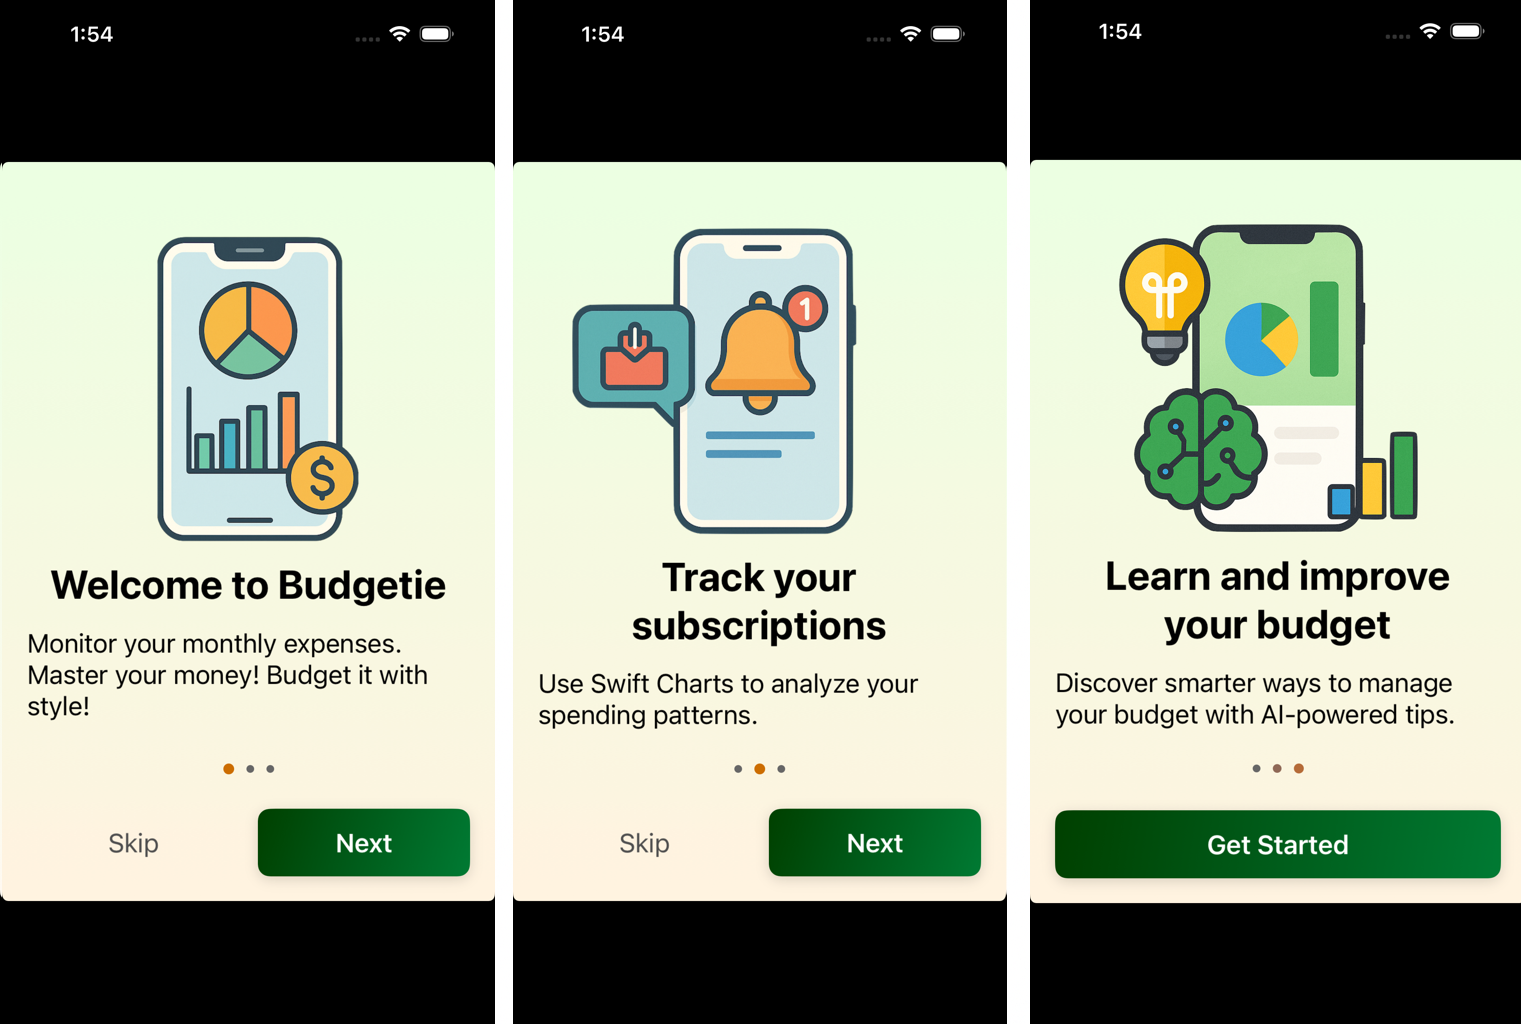 1:54
$
Welcome to Budgetie
Monitor your monthly expenses.
Master your money! Budget it with
style!
Skip
Next
1:54
1
Track your
subscriptions
Use Swift Charts to analyze your
spending patterns.
Skip
Next
1:54
Learn and improve
your budget
Discover smarter ways to manage
your budget with AI-powered tips.
Get Started